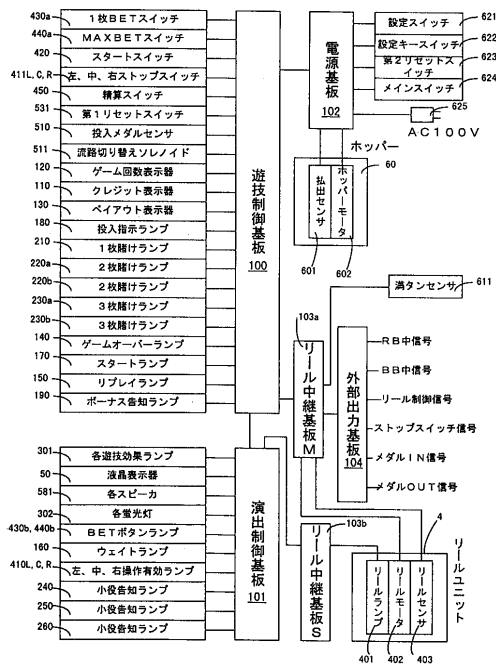 430a 1枚BETスイッチ
440a MAXBETスイッチ
420 スタートスイッチ
411L, C, R 左、中、右ストップスイッチ
450 精算スイッチ
531 第1リセットスイッチ
510 投入メダルセンサ
511 流路切り替えソレノイド
120 ゲーム回数表示器
110 クレジット表示器
130 ペイアウト表示器
180 投入指示ランプ
210 1枚賭けランプ
220a 2枚賭けランプ
220b 2枚賭けランプ
230a 3枚賭けランプ
230b 3枚賭けランプ
140 ゲームオーバーランプ
170 スタートランプ
150 リプレイランプ
190 ボーナス告知ランプ
遊技制御基板
100
301 各遊技効果ランプ
50 液晶表示器
581 各スピーカ
302 各蛍光灯
430b, 440b BETボタンランプ
160 ウェイトランプ
410L, C, R 左、中、右操作有効ランプ
240 小役告知ランプ
250 小役告知ランプ
260 小役告知ランプ
演出制御基板
101
電源基板
102
設定スイッチ 621
設定キースイッチ 622
第2リセットスイッチ 623
メインスイッチ 624
625
AC100V
ホッパー
60
払出センサ
ホッパーモータ
601
602
満タンセンサ 611
103a
リール中継基板M
外部出力基板
104
RB中信号
BB中信号
リール制御信号
ストップスイッチ信号
メダルIN信号
メダルOUT信号
103b
リール中継基板S
4
リールユニット
リールランプ
リールモータ
リールセンサ
401
402
403